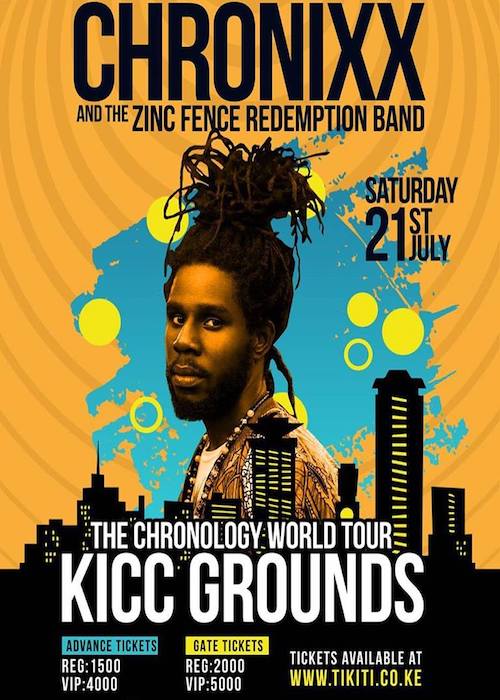 CHRONIXX
AND THE ZINC FENCE REDEMPTION BAND
SATURDAY
21ST
JULY
THE CHRONOLOGY WORLD TOUR
KICC GROUNDS
ADVANCE TICKETS
REG:1500
VIP:4000
GATE TICKETS
REG:2000
VIP:5000
TICKETS AVAILABLE AT
WWW.TIKITI.CO.KE